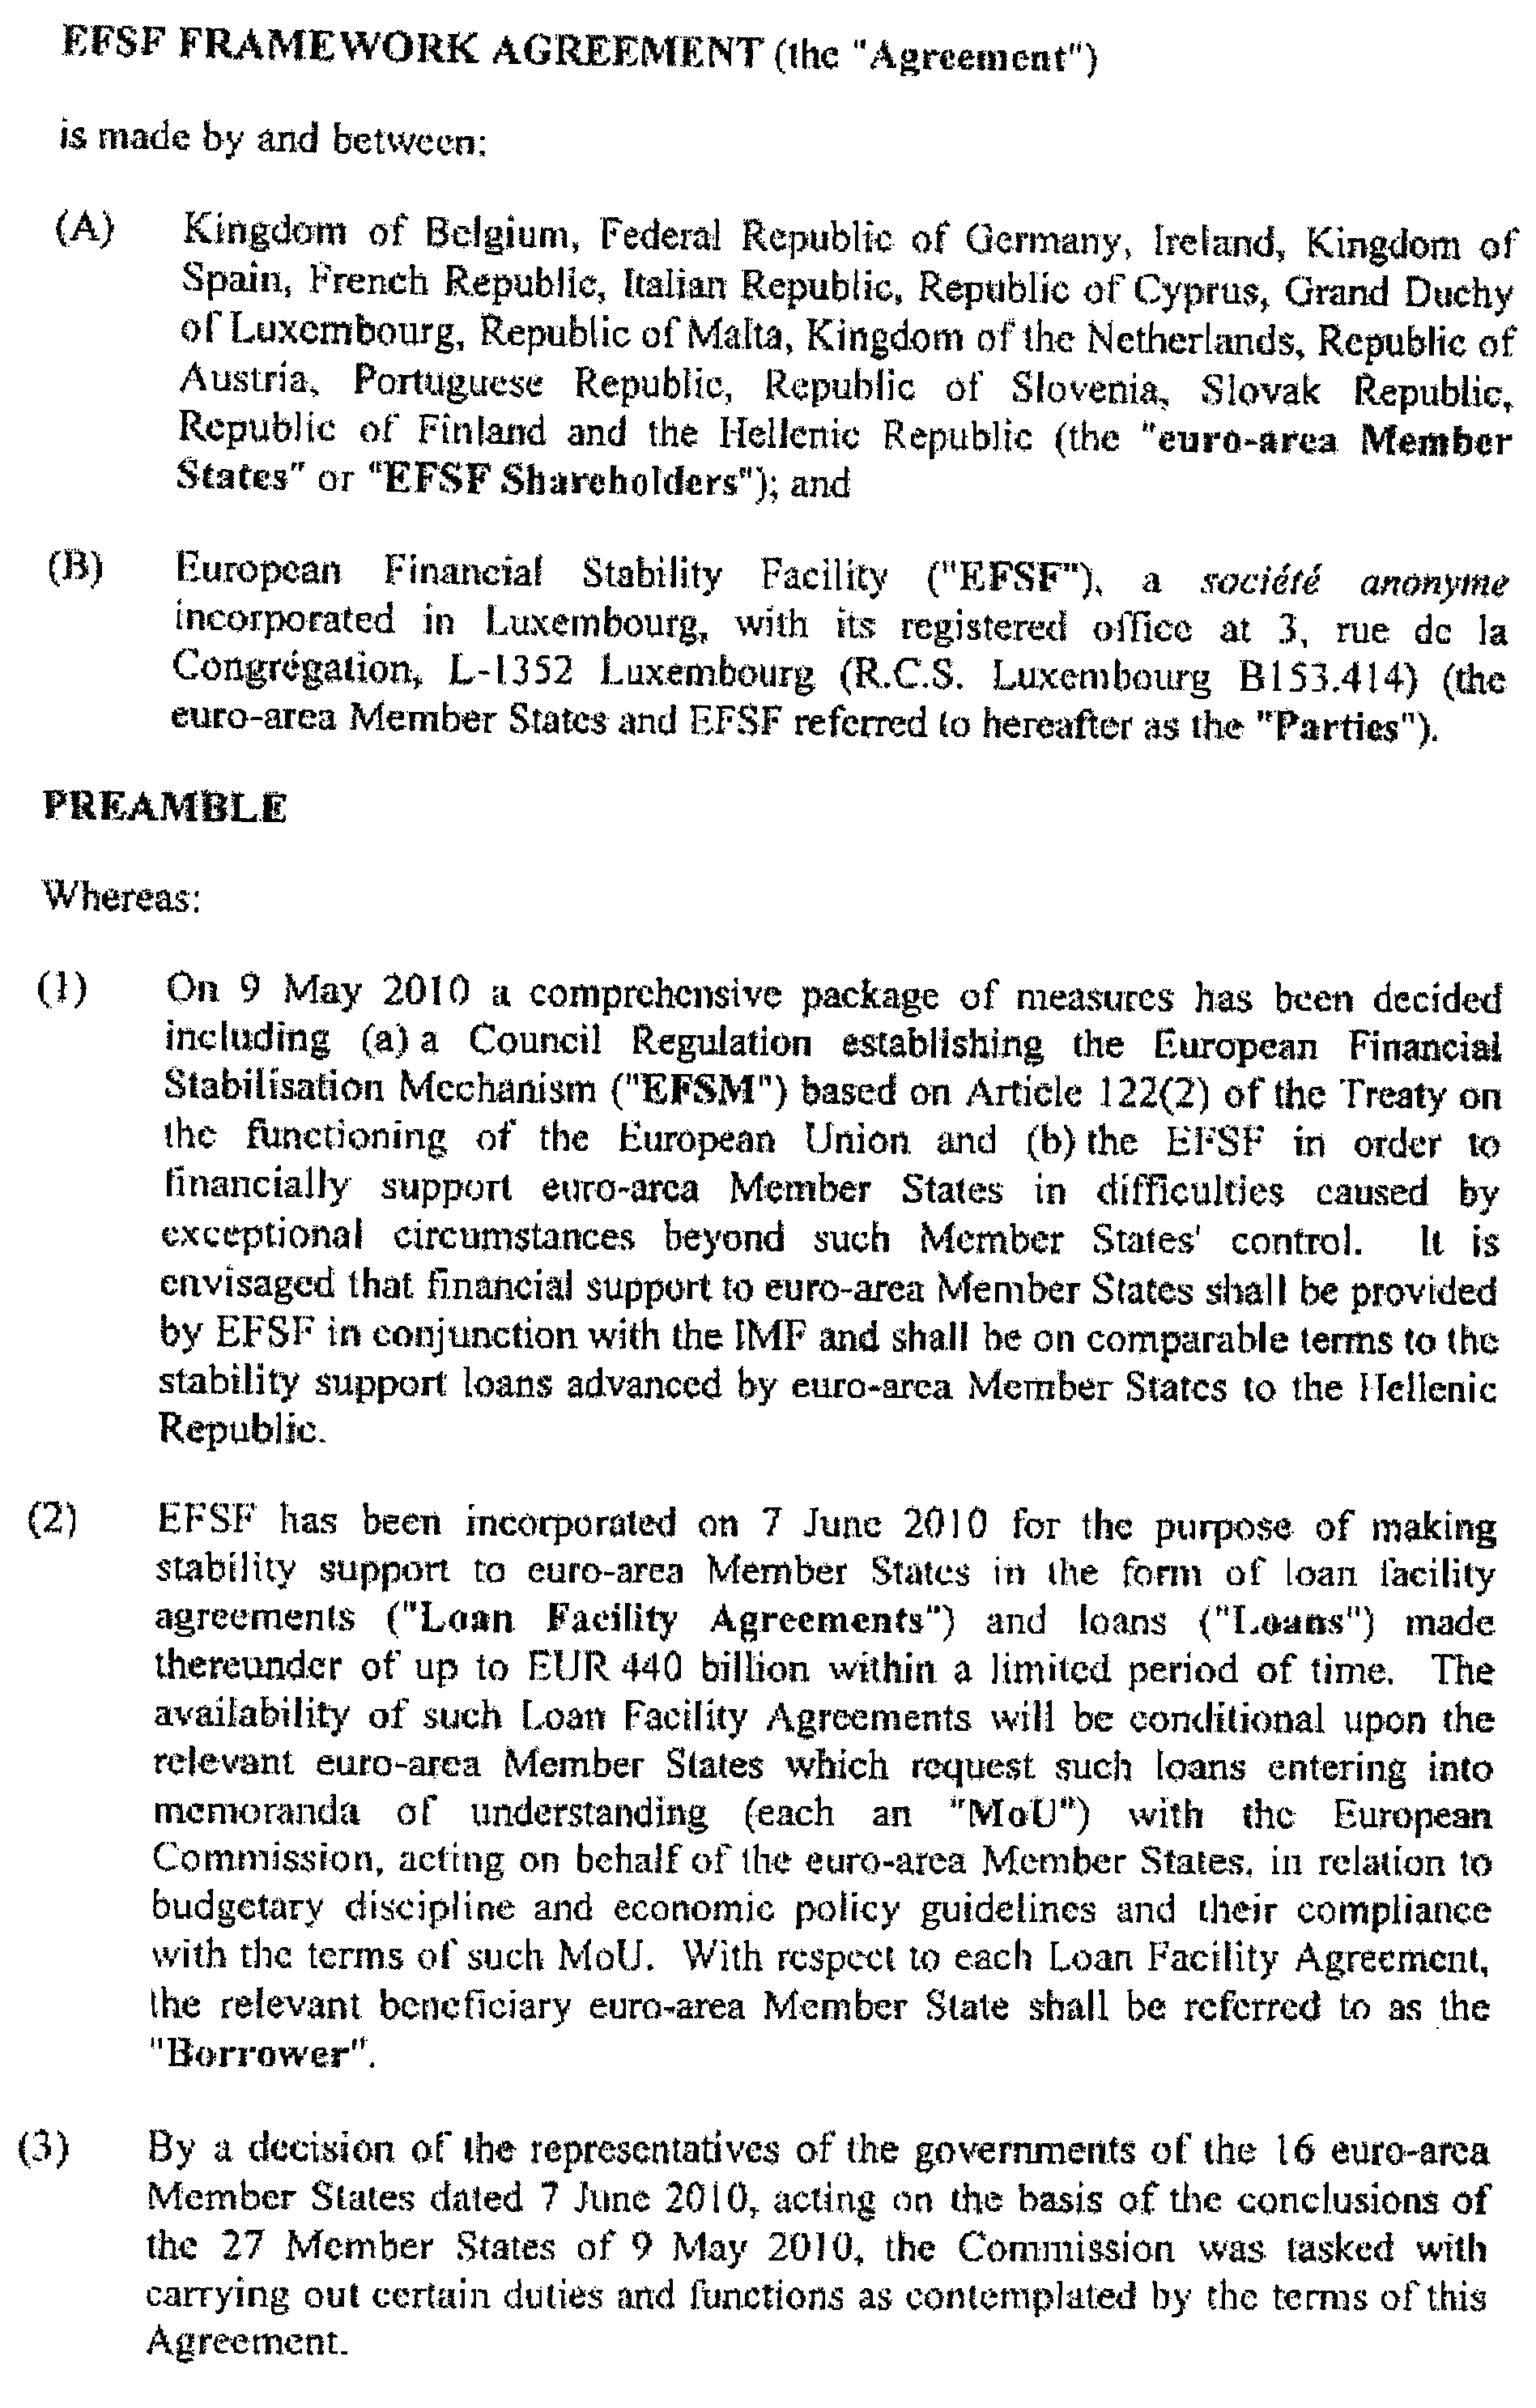 EFSF FRAMEWORK AGREEMENT (the "Agreement")
is made by and between:
(A) Kingdom of Belgium, Federal Republic of Germany, Ireland, Kingdom of
Spain, French Republic, Italian Republic, Republic of Cyprus, Grand Duchy
of Luxembourg, Republic of Malta, Kingdom of the Netherlands, Republic of
Austria, Portuguese Republic, Republic of Slovenia, Slovak Republic,
Republic of Finland and the Hellenic Republic (the "euro-area Member
States" or "EFSF Shareholders"); and
(B) European Financial Stability Facility ("EFSF"), a société anonyme
incorporated in Luxembourg, with its registered office at 3, rue de la
Congrégation, L-1352 Luxembourg (R.C.S. Luxembourg B153.414) (the
euro-area Member States and EFSF referred to hereafter as the "Parties").
PREAMBLE
Whereas:
(1) On 9 May 2010 a comprehensive package of measures has been decided
including (a) a Council Regulation establishing the European Financial
Stabilisation Mechanism ("EFSM") based on Article 122(2) of the Treaty on
the functioning of the European Union and (b) the EFSF in order to
financially support euro-area Member States in difficulties caused by
exceptional circumstances beyond such Member States' control. It is
envisaged that financial support to euro-area Member States shall be provided
by EFSF in conjunction with the IMF and shall be on comparable terms to the
stability support loans advanced by euro-area Member States to the Hellenic
Republic.
(2) EFSF has been incorporated on 7 June 2010 for the purpose of making
stability support to euro-area Member States in the form of loan facility
agreements ("Loan Facility Agreements") and loans ("Loans") made
thereunder of up to EUR 440 billion within a limited period of time. The
availability of such Loan Facility Agreements will be conditional upon the
relevant euro-area Member States which request such loans entering into
memoranda of understanding (each an "MoU") with the European
Commission, acting on behalf of the euro-area Member States, in relation to
budgetary discipline and economic policy guidelines and their compliance
with the terms of such MoU. With respect to each Loan Facility Agreement,
the relevant beneficiary euro-area Member State shall be referred to as the
"Borrower".
(3) By a decision of the representatives of the governments of the 16 euro-area
Member States dated 7 June 2010, acting on the basis of the conclusions of
the 27 Member States of 9 May 2010, the Commission was tasked with
carrying out certain duties and functions as contemplated by the terms of this
Agreement.